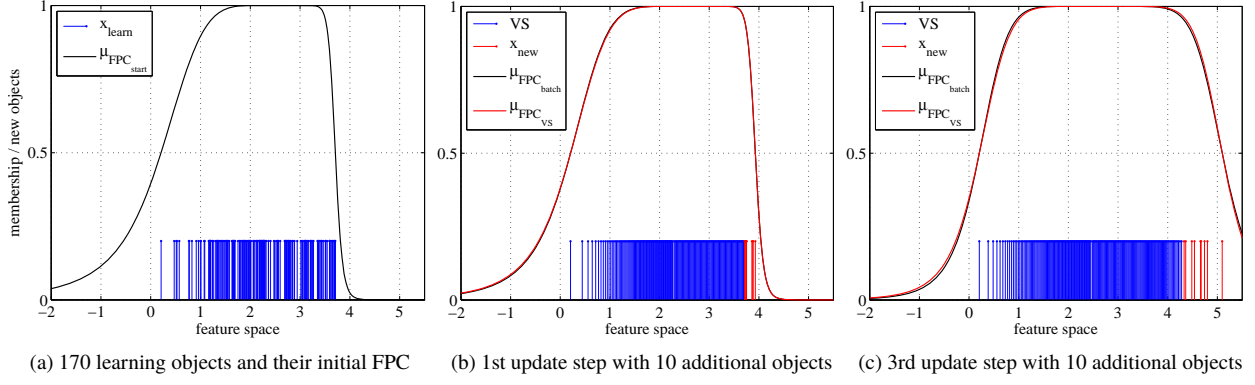 membership / new objects
1
0.5
0
x_learn
μ_FPC_start
−2 −1 0 1 2 3 4 5
feature space
(a) 170 learning objects and their initial FPC
1
0.5
0
VS
x_new
μ_FPC_batch
μ_FPC_VS
−2 −1 0 1 2 3 4 5
feature space
(b) 1st update step with 10 additional objects
1
0.5
0
VS
x_new
μ_FPC_batch
μ_FPC_VS
−2 −1 0 1 2 3 4 5
feature space
(c) 3rd update step with 10 additional objects